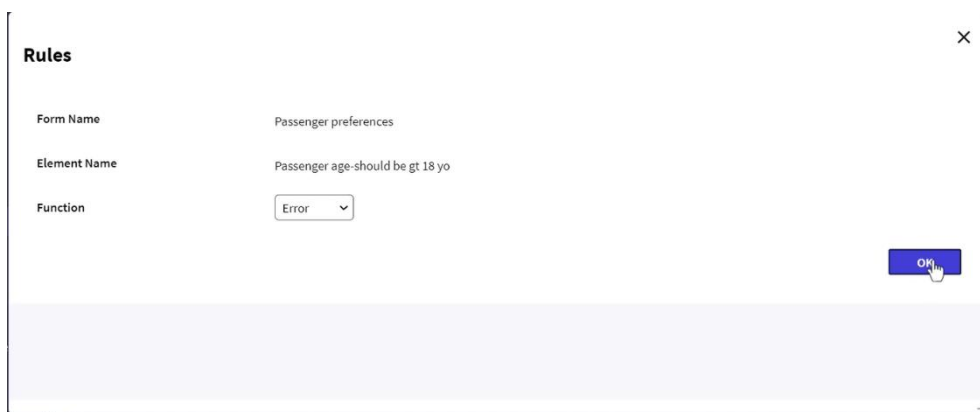 Rules
Form Name Passenger preferences
Element Name Passenger age-should be gt 18 yo
Function Error
OK